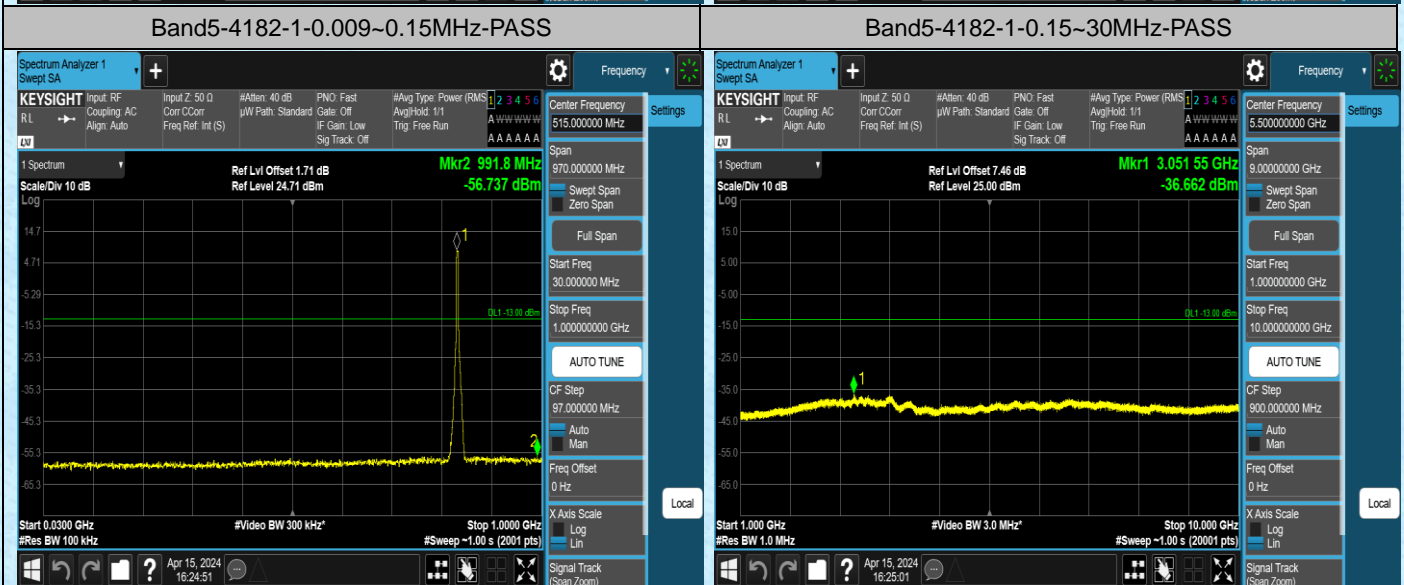 Band5-4182-1-0.009~0.15MHz-PASS
Band5-4182-1-0.15~30MHz-PASS
Spectrum Analyzer 1
Swept SA
Frequency
KEYSIGHT
RL
LXI
Input: RF
Coupling: AC
Align: Auto
Input Z: 50 Ω
Corr CCorr
Freq Ref: Int (S)
#Atten: 40 dB
µW Path: Standard
PNO: Fast
Gate: Off
IF Gain: Low
Sig Track: Off
#Avg Type: Power (RMS
Avg|Hold: 1/1
Trig: Free Run
1 2 3 4 5 6
A W W W W W
A A A A A A
1 Spectrum
Scale/Div 10 dB
Log
Ref Lvl Offset 1.71 dB
Ref Level 24.71 dBm
Mkr2 991.8 MHz
-56.737 dBm
14.7
4.71
-5.29
-15.3
-25.3
-35.3
-45.3
-55.3
-65.3
1
DL1 -13.00 dBm
2
Start 0.0300 GHz
#Res BW 100 kHz
#Video BW 300 kHz*
Stop 1.0000 GHz
#Sweep ~1.00 s (2001 pts)
Apr 15, 2024
16:24:51
Center Frequency
515.000000 MHz
Span
970.000000 MHz
Swept Span
Zero Span
Full Span
Start Freq
30.000000 MHz
Stop Freq
1.000000000 GHz
AUTO TUNE
CF Step
97.000000 MHz
Auto
Man
Freq Offset
0 Hz
X Axis Scale
Log
Lin
Signal Track
(Span Zoom)
Settings
Local
Spectrum Analyzer 1
Swept SA
Frequency
KEYSIGHT
RL
LXI
Input: RF
Coupling: AC
Align: Auto
Input Z: 50 Ω
Corr CCorr
Freq Ref: Int (S)
#Atten: 40 dB
µW Path: Standard
PNO: Fast
Gate: Off
IF Gain: Low
Sig Track: Off
#Avg Type: Power (RMS
Avg|Hold: 1/1
Trig: Free Run
1 2 3 4 5 6
A W W W W W
A A A A A A
1 Spectrum
Scale/Div 10 dB
Log
Ref Lvl Offset 7.46 dB
Ref Level 25.00 dBm
Mkr1 3.051 55 GHz
-36.662 dBm
15.0
5.00
-5.00
-15.0
-25.0
-35.0
-45.0
-55.0
-65.0
DL1 -13.00 dBm
1
Start 1.000 GHz
#Res BW 1.0 MHz
#Video BW 3.0 MHz*
Stop 10.000 GHz
#Sweep ~1.00 s (20001 pts)
Apr 15, 2024
16:25:01
Center Frequency
5.500000000 GHz
Span
9.00000000 GHz
Swept Span
Zero Span
Full Span
Start Freq
1.000000000 GHz
Stop Freq
10.000000000 GHz
AUTO TUNE
CF Step
900.000000 MHz
Auto
Man
Freq Offset
0 Hz
X Axis Scale
Log
Lin
Signal Track
(Span Zoom)
Settings
Local